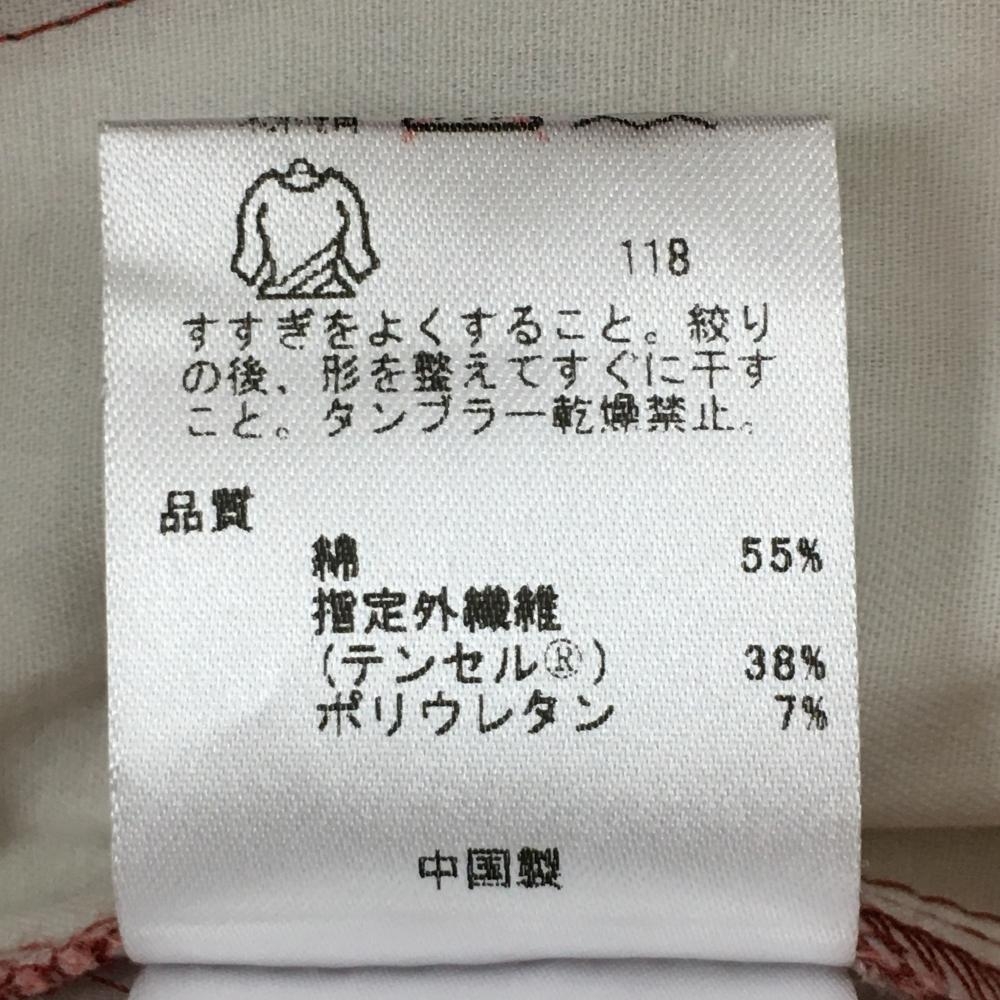 118
すすぎをよくすること。絞り
の後、形を整えてすぐに干す
こと。タンブラー乾燥禁止。
品質
綿 55%
指定外繊維
(テンセル®) 38%
ポリウレタン 7%
中国製